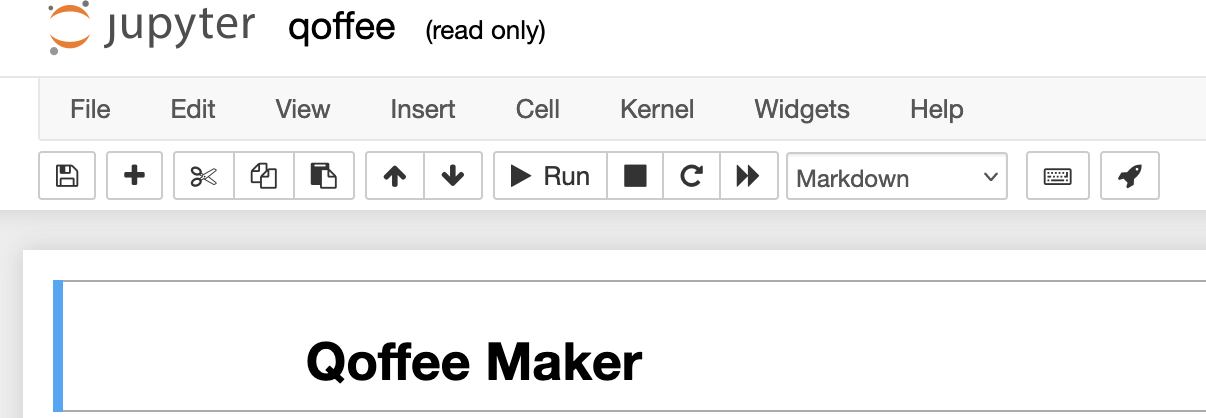 jupyter qoffee (read only)
File Edit View Insert Cell Kernel Widgets Help
Run Markdown
Qoffee Maker